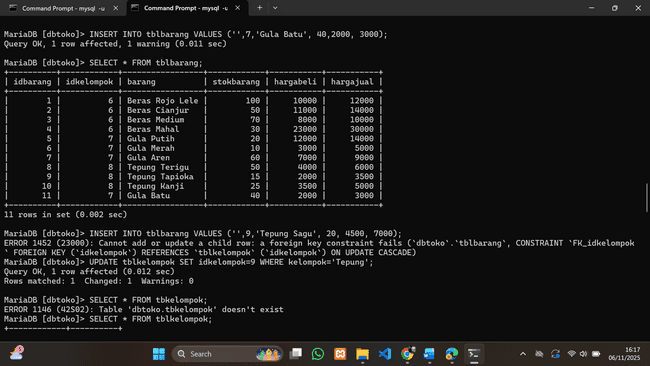 Command Prompt - mysql -u
Command Prompt - mysql -u
MariaDB [dbtoko]> INSERT INTO tblbarang VALUES ('',7,'Gula Batu', 40,2000, 3000);
Query OK, 1 row affected, 1 warning (0.011 sec)
MariaDB [dbtoko]> SELECT * FROM tblbarang;
+----------+------------+------------------+------------+-----------+-----------+
| idbarang | idkelompok | barang | stokbarang | hargabeli | hargajual |
+----------+------------+------------------+------------+-----------+-----------+
| 1 | 6 | Beras Rojo Lele | 100 | 10000 | 12000 |
| 2 | 6 | Beras Cianjur | 50 | 11000 | 14000 |
| 3 | 6 | Beras Medium | 70 | 8000 | 10000 |
| 4 | 6 | Beras Mahal | 30 | 23000 | 30000 |
| 5 | 7 | Gula Putih | 20 | 12000 | 14000 |
| 6 | 7 | Gula Merah | 10 | 3000 | 5000 |
| 7 | 7 | Gula Aren | 60 | 7000 | 9000 |
| 8 | 8 | Tepung Terigu | 50 | 4000 | 6000 |
| 9 | 8 | Tepung Tapioka | 15 | 2000 | 3500 |
| 10 | 8 | Tepung Kanji | 25 | 3500 | 5000 |
| 11 | 7 | Gula Batu | 40 | 2000 | 3000 |
+----------+------------+------------------+------------+-----------+-----------+
11 rows in set (0.002 sec)
MariaDB [dbtoko]> INSERT INTO tblbarang VALUES ('',9,'Tepung Sagu', 20, 4500, 7000);
ERROR 1452 (23000): Cannot add or update a child row: a foreign key constraint fails (`dbtoko`.`tblbarang`, CONSTRAINT `FK_idkelompok
` FOREIGN KEY (`idkelompok`) REFERENCES `tblkelompok` (`idkelompok`) ON UPDATE CASCADE)
MariaDB [dbtoko]> UPDATE tblkelompok SET idkelompok=9 WHERE kelompok='Tepung';
Query OK, 1 row affected (0.012 sec)
Rows matched: 1 Changed: 1 Warnings: 0
MariaDB [dbtoko]> SELECT * FROM tbkelompok;
ERROR 1146 (42S02): Table 'dbtoko.tbkelompok' doesn't exist
MariaDB [dbtoko]> SELECT * FROM tblkelompok;
+------------+----------+
Search
16:17
06/11/2025